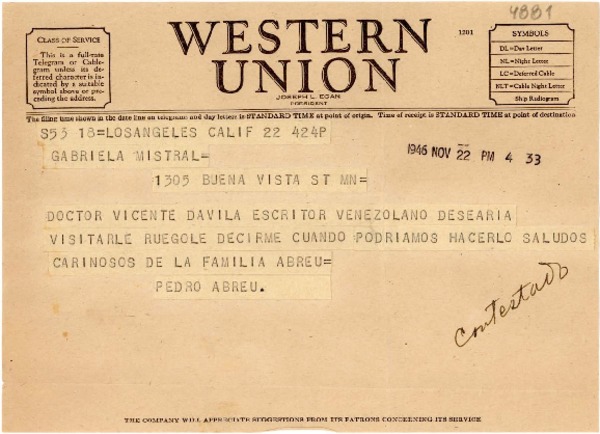 4881
CLASS OF SERVICE
This is a full-rate
Telegram or Cable-
gram unless its de-
ferred character is in-
dicated by a suitable
symbol above or pre-
ceding the address.
WESTERN
UNION
JOSEPH L. EGAN
PRESIDENT
1201
SYMBOLS
DL=Day Letter
NL=Night Letter
LC=Deferred Cable
NLT=Cable Night Letter
Ship Radiogram
The filing time shown in the date line on telegrams and day letters is STANDARD TIME at point of origin. Time of receipt is STANDARD TIME at point of destination
S53 18=LOSANGELES CALIF 22 424P
GABRIELA MISTRAL=
1946 NOV 22 PM 4 33
1305 BUENA VISTA ST MN=
DOCTOR VICENTE DAVILA ESCRITOR VENEZOLANO DESEARIA
VISITARLE RUEGOLE DECIRME CUANDO PODRIAMOS HACERLO SALUDOS
CARINOSOS DE LA FAMILIA ABREU=
PEDRO ABREU.
Contestado
THE COMPANY WILL APPRECIATE SUGGESTIONS FROM ITS PATRONS CONCERNING ITS SERVICE